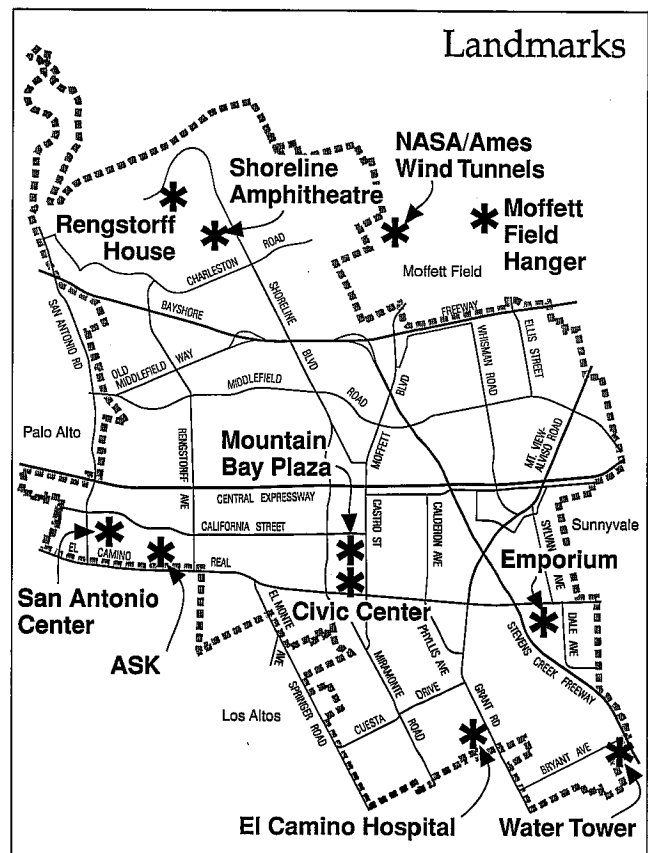 Landmarks
NASA/Ames
Wind Tunnels
Shoreline
Amphitheatre
Rengstorff
House
Moffett
Field
Hanger
Moffett Field
CHARLESTON ROAD
SAN ANTONIO RD
BAYSHORE
FREEWAY
SHORELINE BLVD
OLD
MIDDLEFIELD WAY
MIDDLEFIELD ROAD
MOFFETT BLVD
WHISMAN ROAD
ELLIS STREET
Palo Alto
RENGSTORFF AVE
Mountain
Bay Plaza
MT. VIEW-
ALVISO ROAD
CENTRAL EXPRESSWAY
CALIFORNIA STREET
CASTRO ST
CALDERON AVE
SYLVAN AVE
Sunnyvale
EL CAMINO REAL
Emporium
San Antonio
Center
Civic Center
ASK
EL MONTE
AVE
PHYLLIS AVE
DALE AVE
STEVENS CREEK FREEWAY
MIRAMONTE ROAD
SPRINGER ROAD
Los Altos
CUESTA DRIVE
GRANT RD
BRYANT AVE
El Camino Hospital
Water Tower